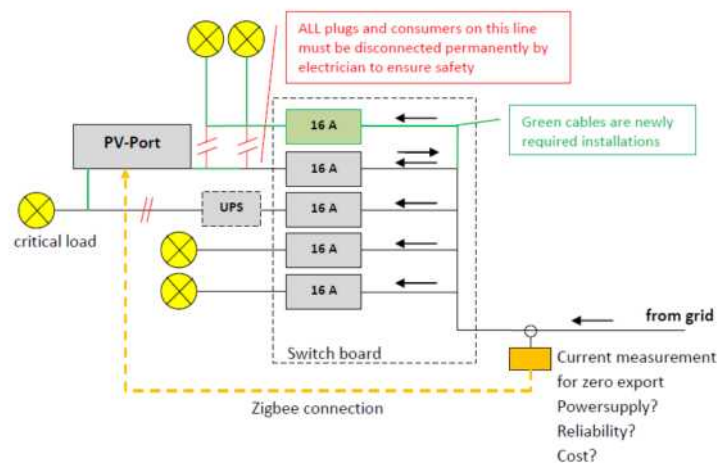 ALL plugs and consumers on this line
must be disconnected permanently by
electrician to ensure safety
16 A
Green cables are newly
required installations
PV-Port
16 A
UPS
16 A
critical load
16 A
16 A
from grid
Switch board
Current measurement
for zero export
Powersupply?
Reliability?
Cost?
Zigbee connection